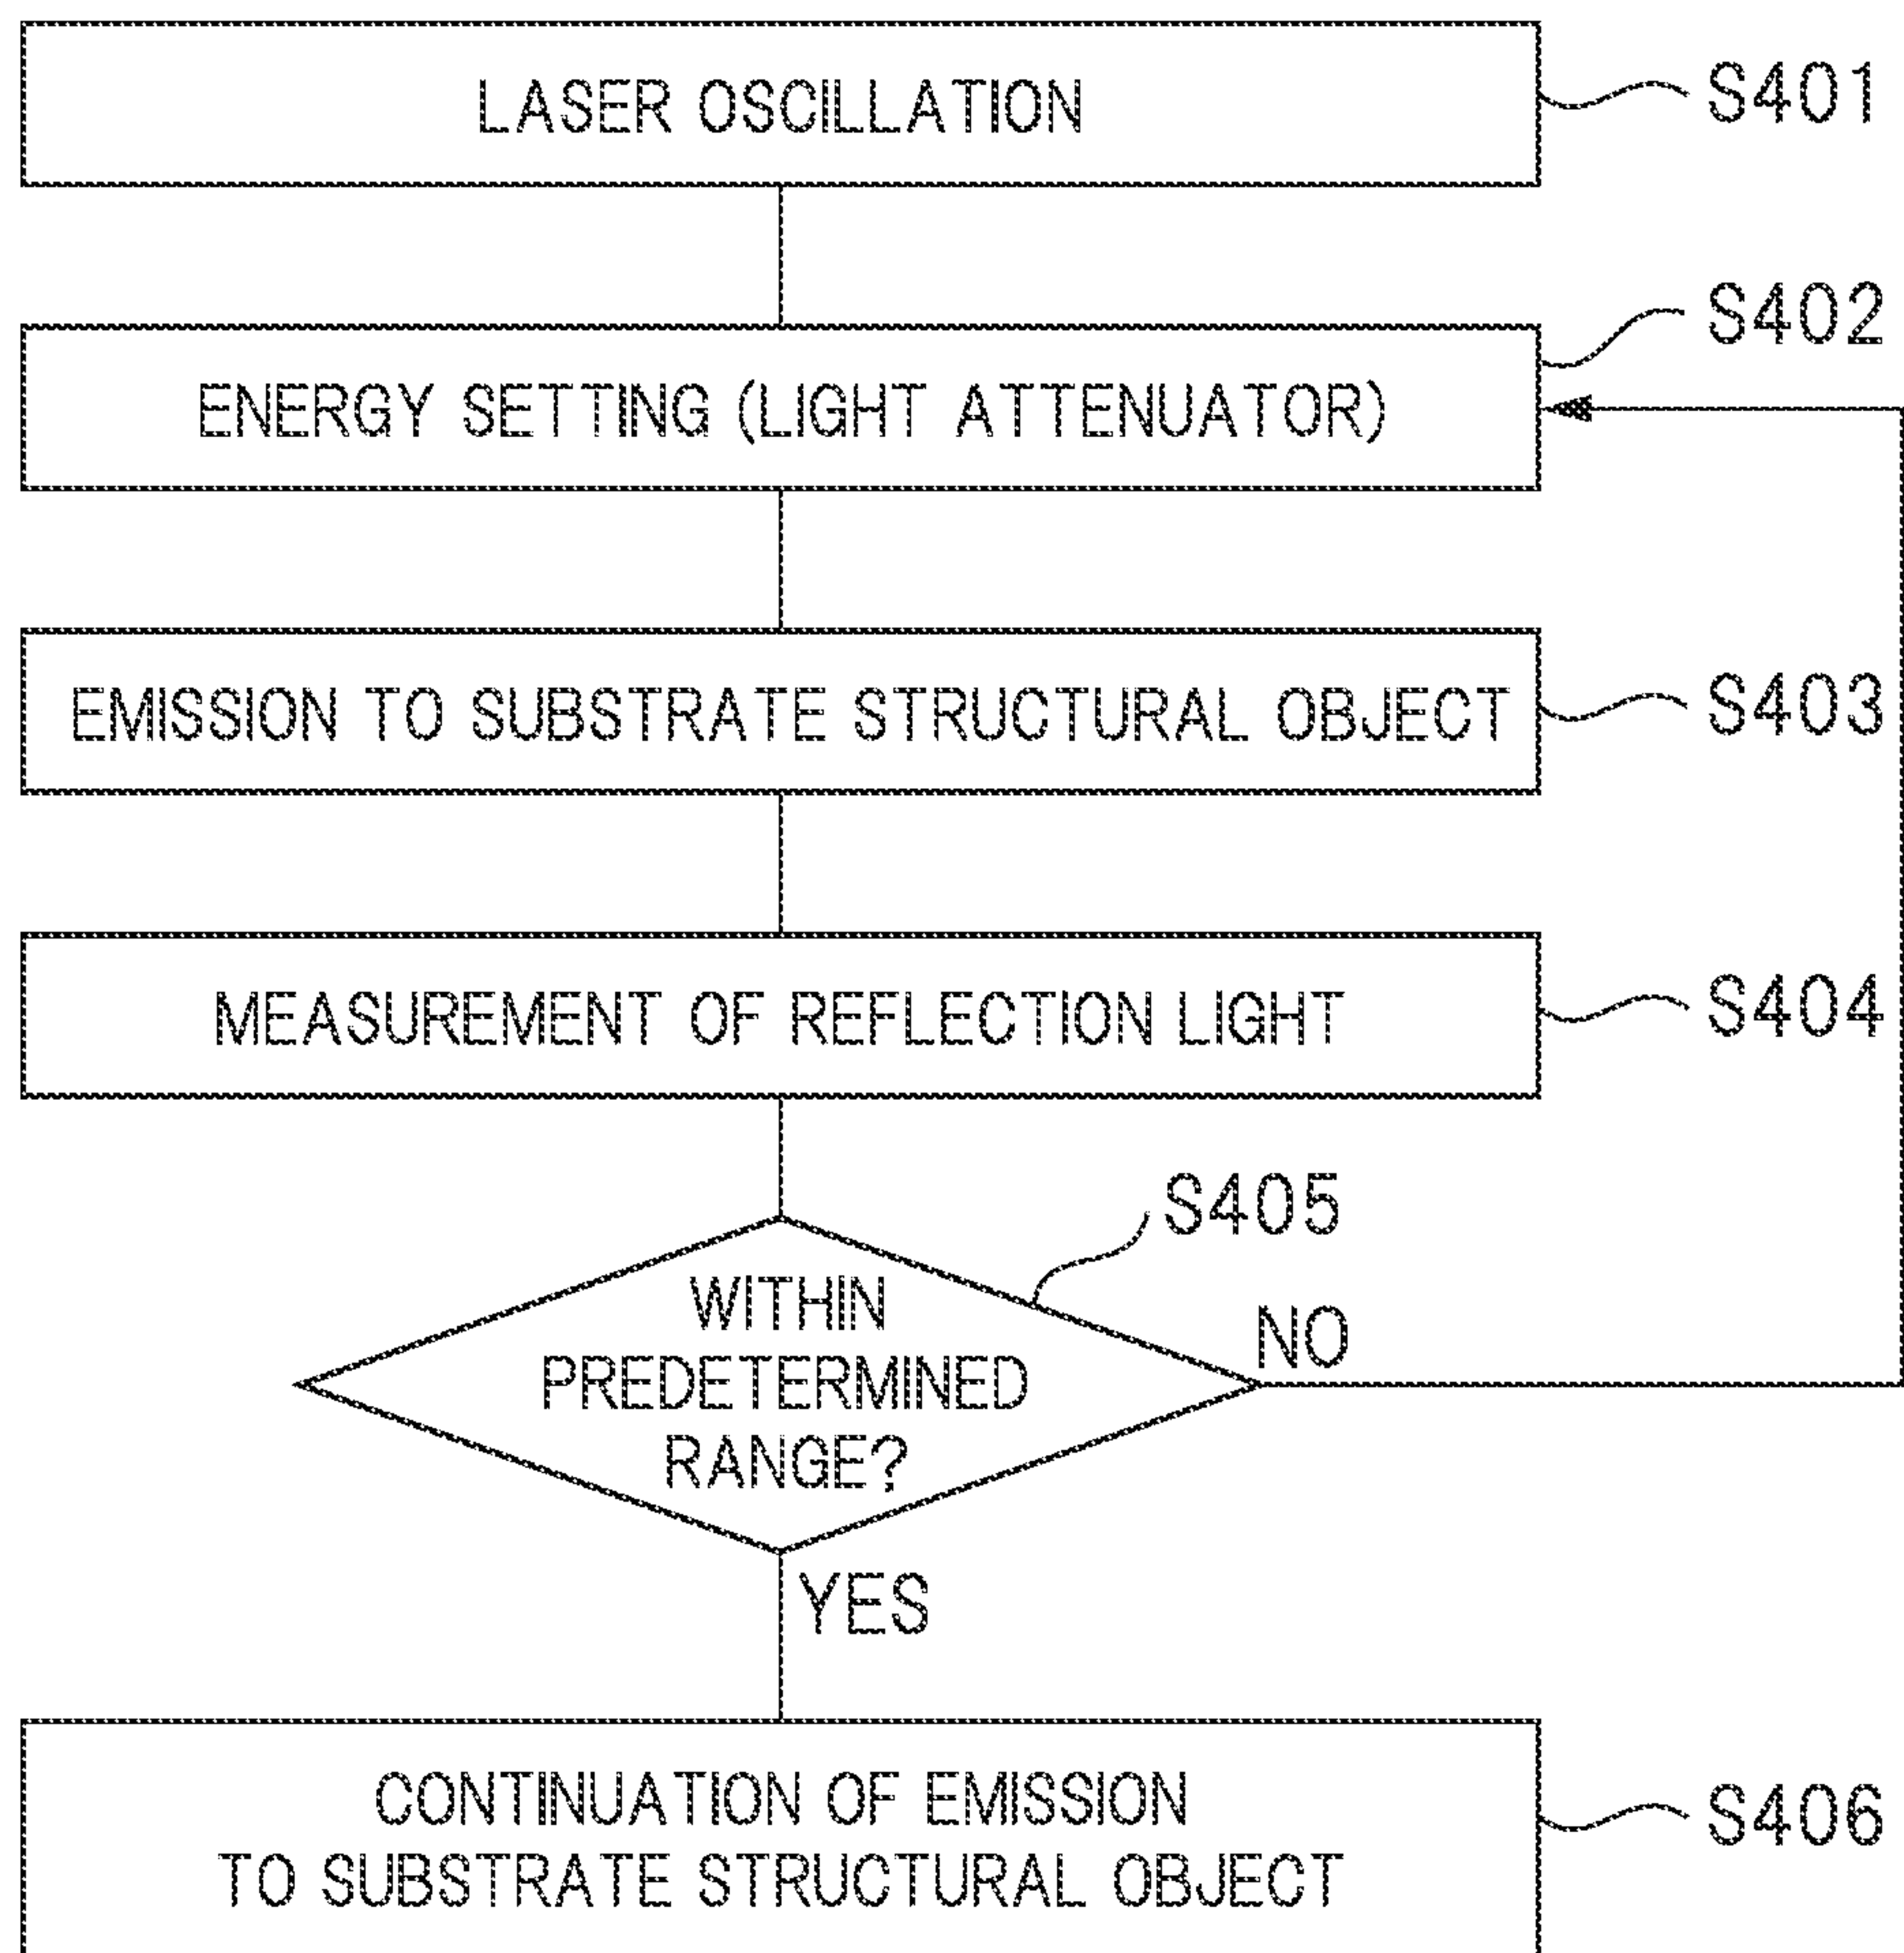 LASER OSCILLATION
S401
S402
ENERGY SETTING (LIGHT ATTENUATOR)
EMISSION TO SUBSTRATE STRUCTURAL OBJECT
S403
MEASUREMENT OF REFLECTION LIGHT
S404
S405
WITHIN
PREDETERMINED
RANGE?
NO
YES
CONTINUATION OF EMISSION
TO SUBSTRATE STRUCTURAL OBJECT
S406